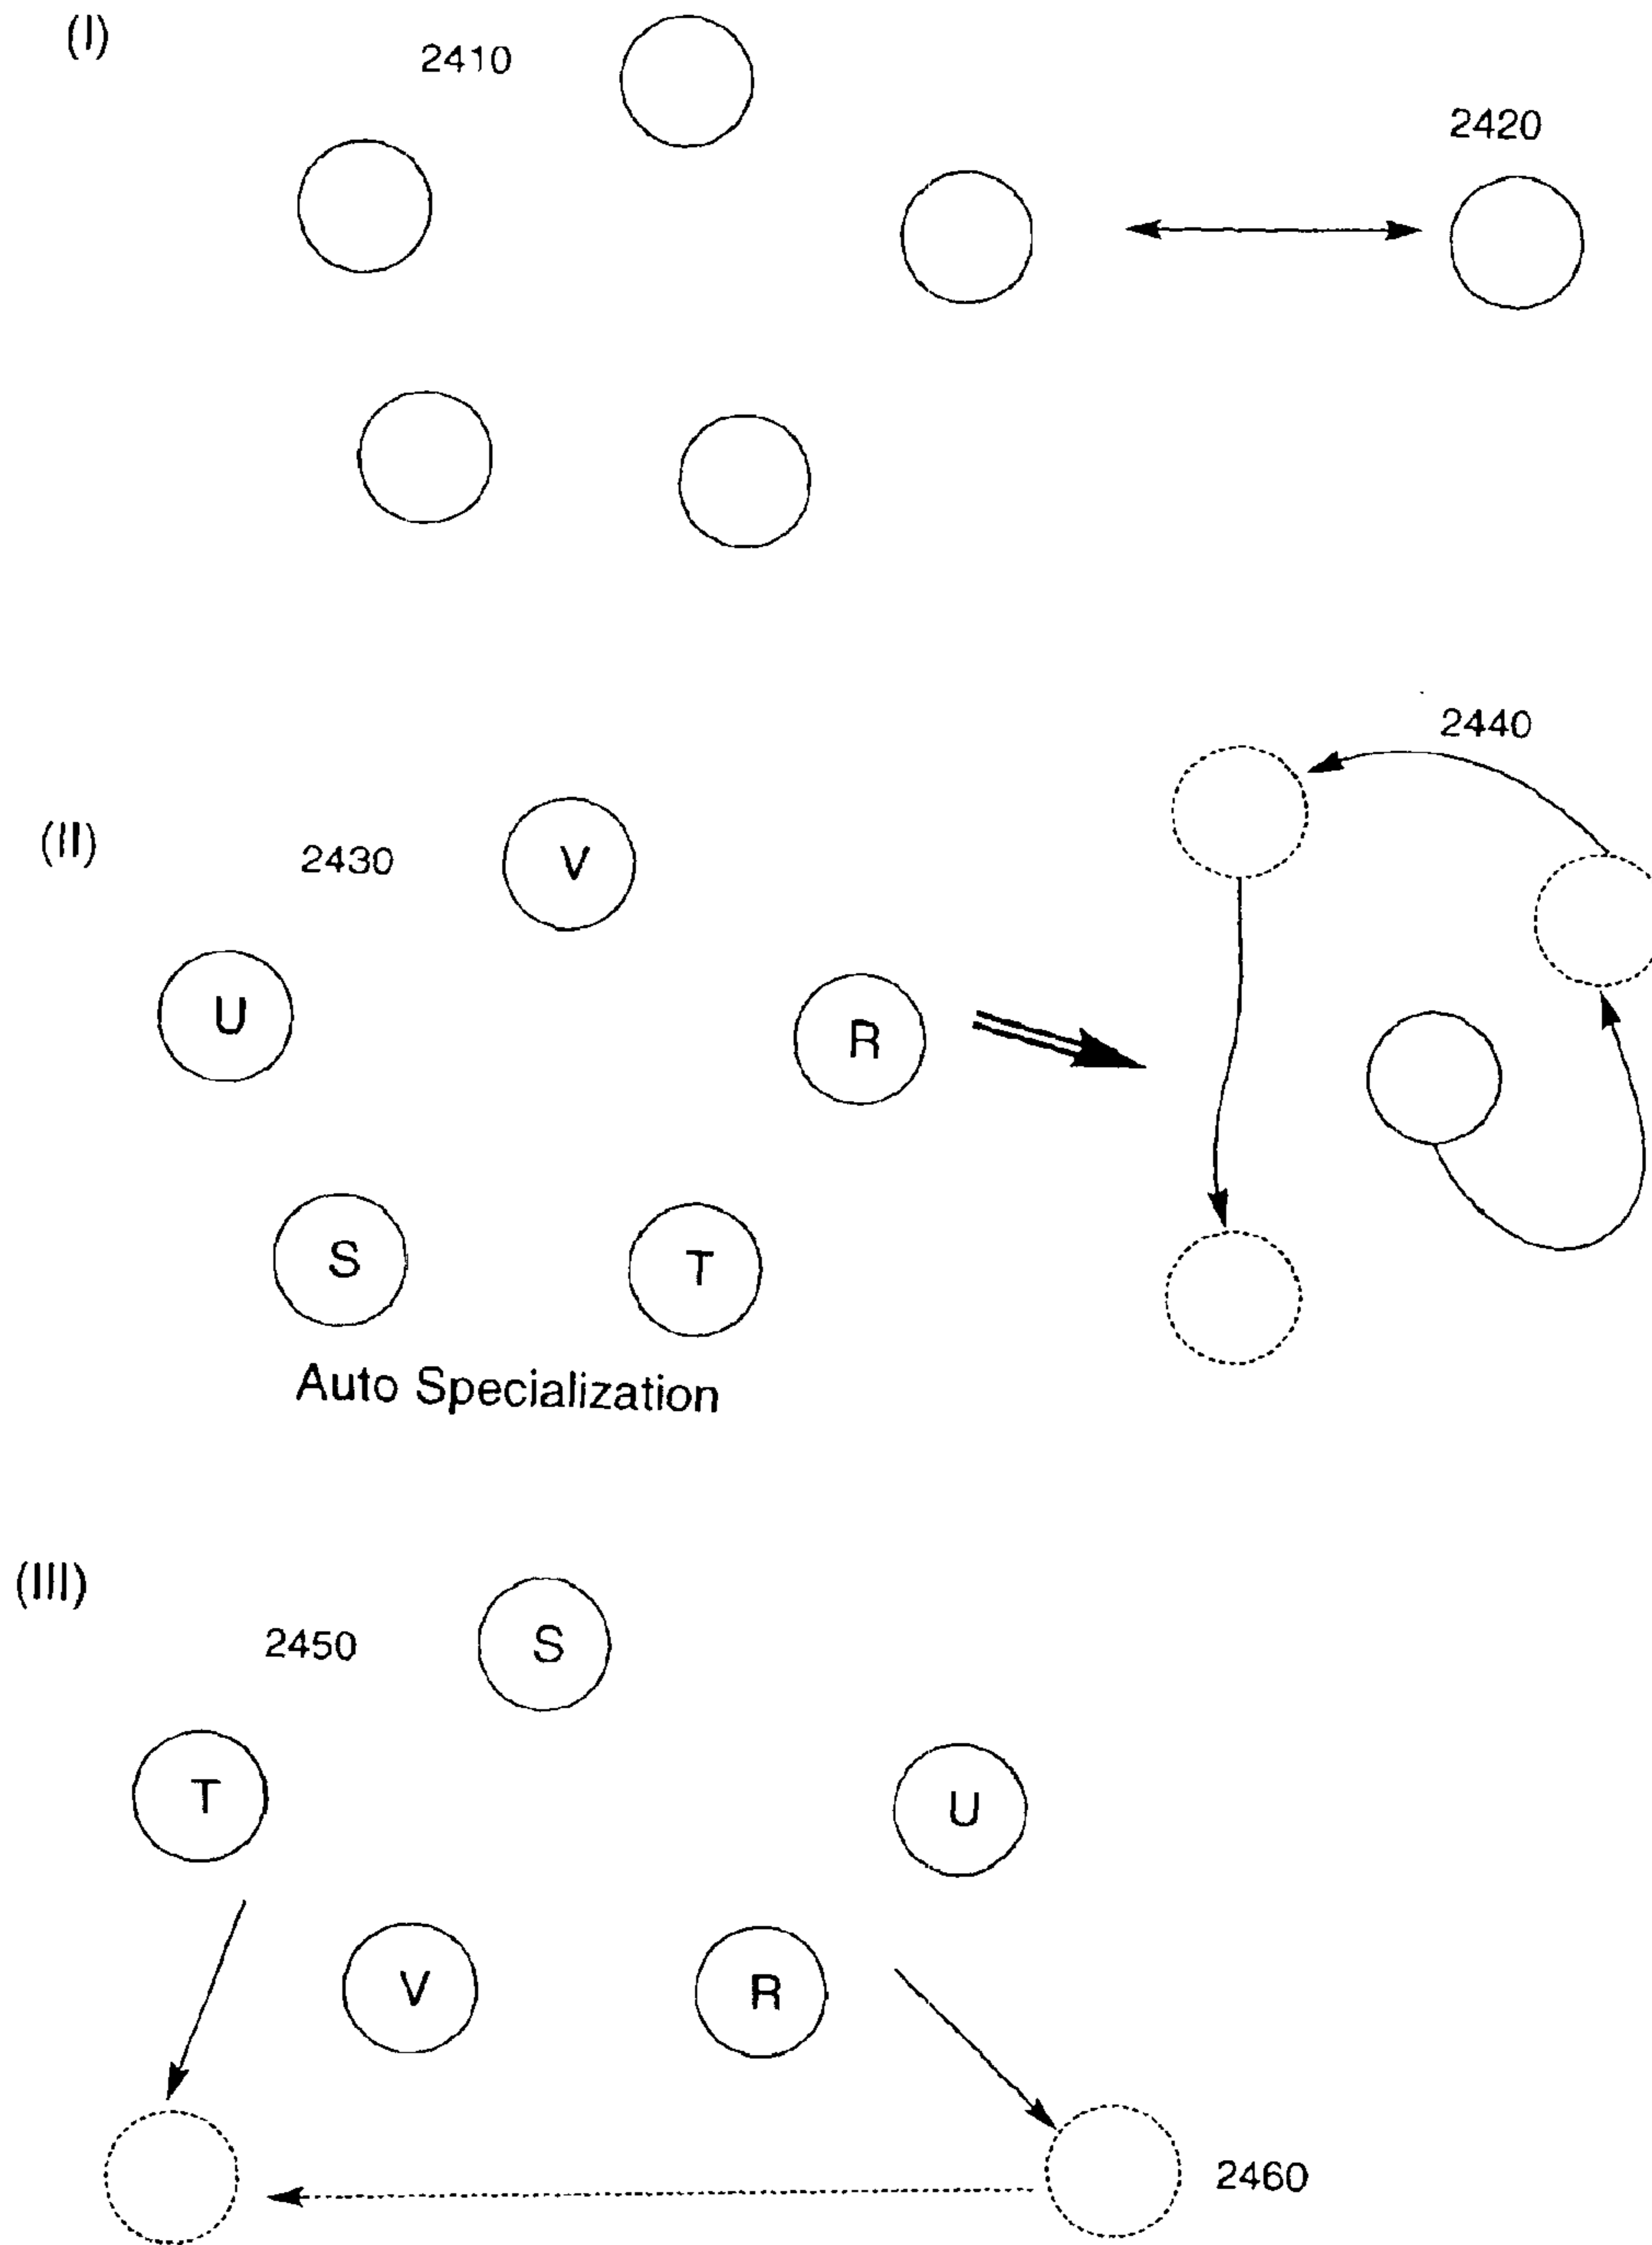 (I)
2410
2420
2440
(II)
2430
V
U
R
S
T
Auto Specialization
(III)
2450
S
T
U
V
R
2460